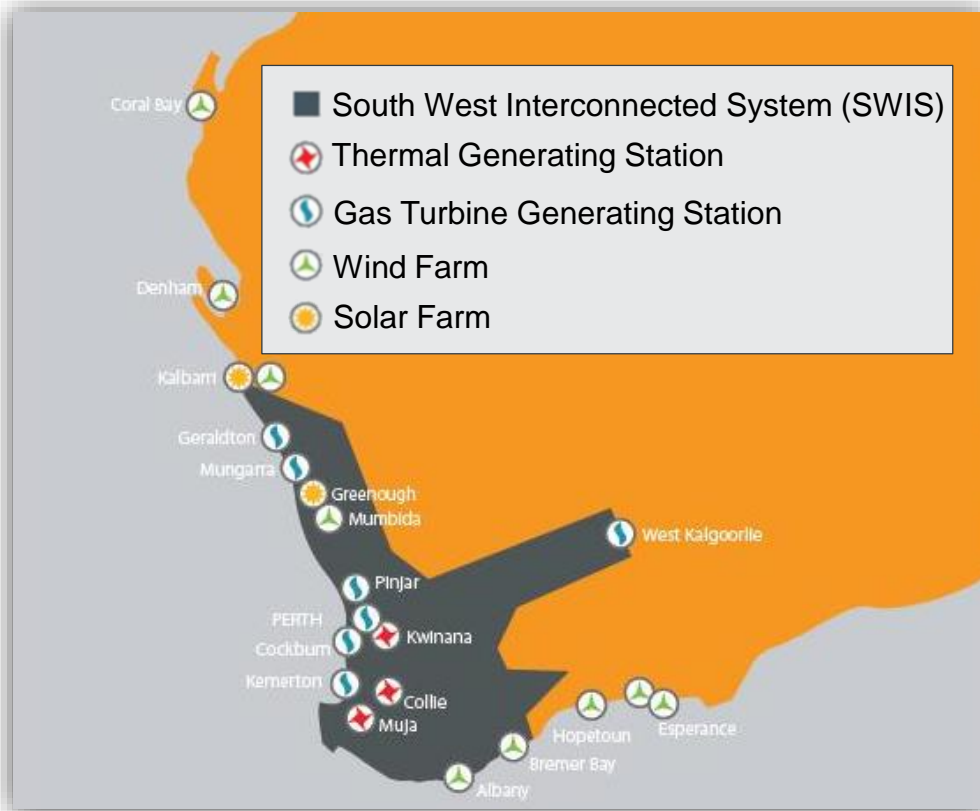 South West Interconnected System (SWIS)
Thermal Generating Station
Gas Turbine Generating Station
Wind Farm
Solar Farm
Coral Bay
Denham
Kalbarri
Geraldton
Mungarra
Greenough
Mumbida
West Kalgoorlie
Pinjar
PERTH
Kwinana
Cockburn
Kemerton
Collie
Muja
Hopetoun
Esperance
Bremer Bay
Albany